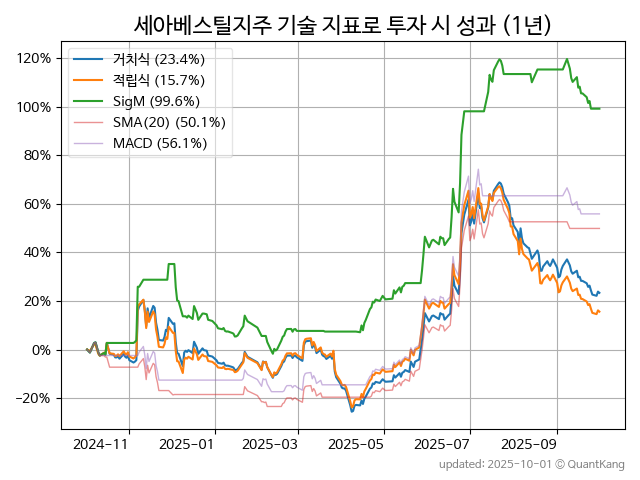 세아베스틸지주 기술 지표로 투자 시 성과 (1년)
거치식 (23.4%)
적립식 (15.7%)
SigM (99.6%)
SMA(20) (50.1%)
MACD (56.1%)
120%
100%
80%
60%
40%
20%
0%
−20%
2024-11
2025-01
2025-03
2025-05
2025-07
2025-09
updated: 2025-10-01 © QuantKang